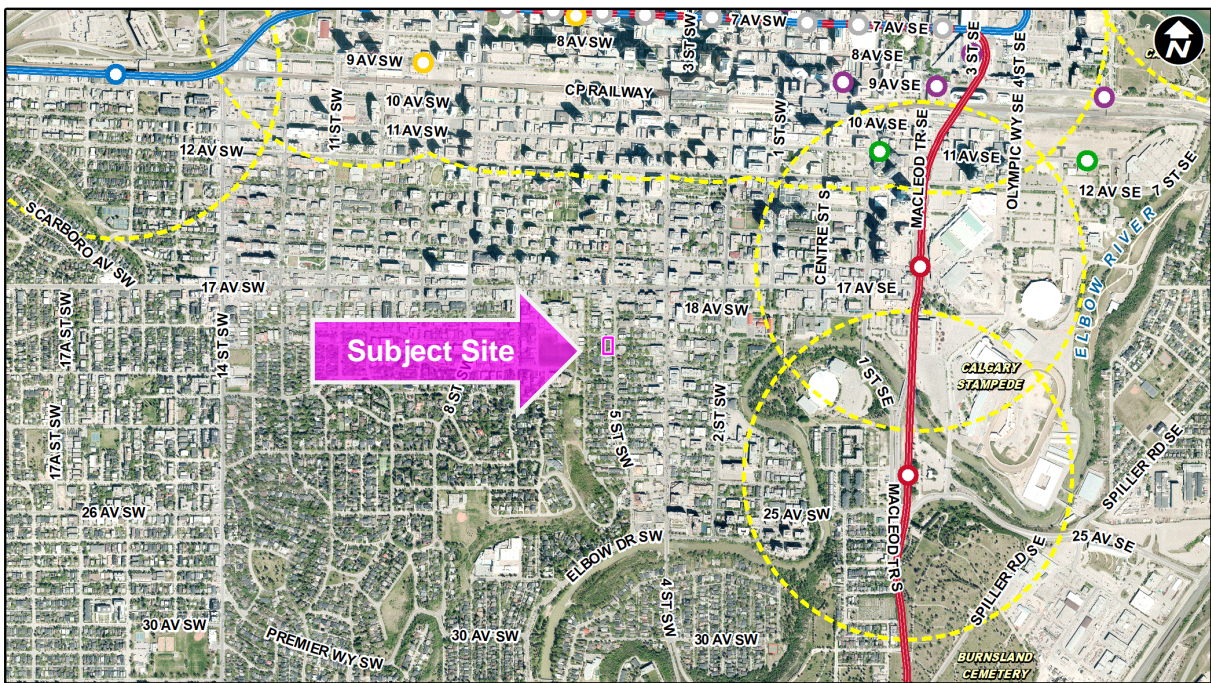 7 AV SW
7 AV SE
3 ST SE
4 ST SE
N
8 AV SW
3 ST SW
8 AV SE
9 AV SW
9 AV SE
10 AV SW
CP RAILWAY
11 ST SW
11 AV SW
1 ST SW
10 AV SE
MACLEOD TR SE
OLYMPIC WY SE
12 AV SW
11 AV SE
12 AV SE
7 ST SE
SCARBORO AV SW
CENTRE ST S
ELBOW RIVER
17 AV SW
17 AV SE
17A ST SW
14 ST SW
18 AV SW
Subject Site
8 ST SW
1 ST SE
CALGARY
STAMPEDE
2 ST SW
5 ST SW
17A ST SW
SPILLER RD SE
26 AV SW
25 AV SW
MACLEOD TR S
25 AV SE
ELBOW DR SW
SPILLER RD SE
4 ST SW
30 AV SW
PREMIER WY SW
30 AV SW
30 AV SW
BURNSLAND
CEMETERY